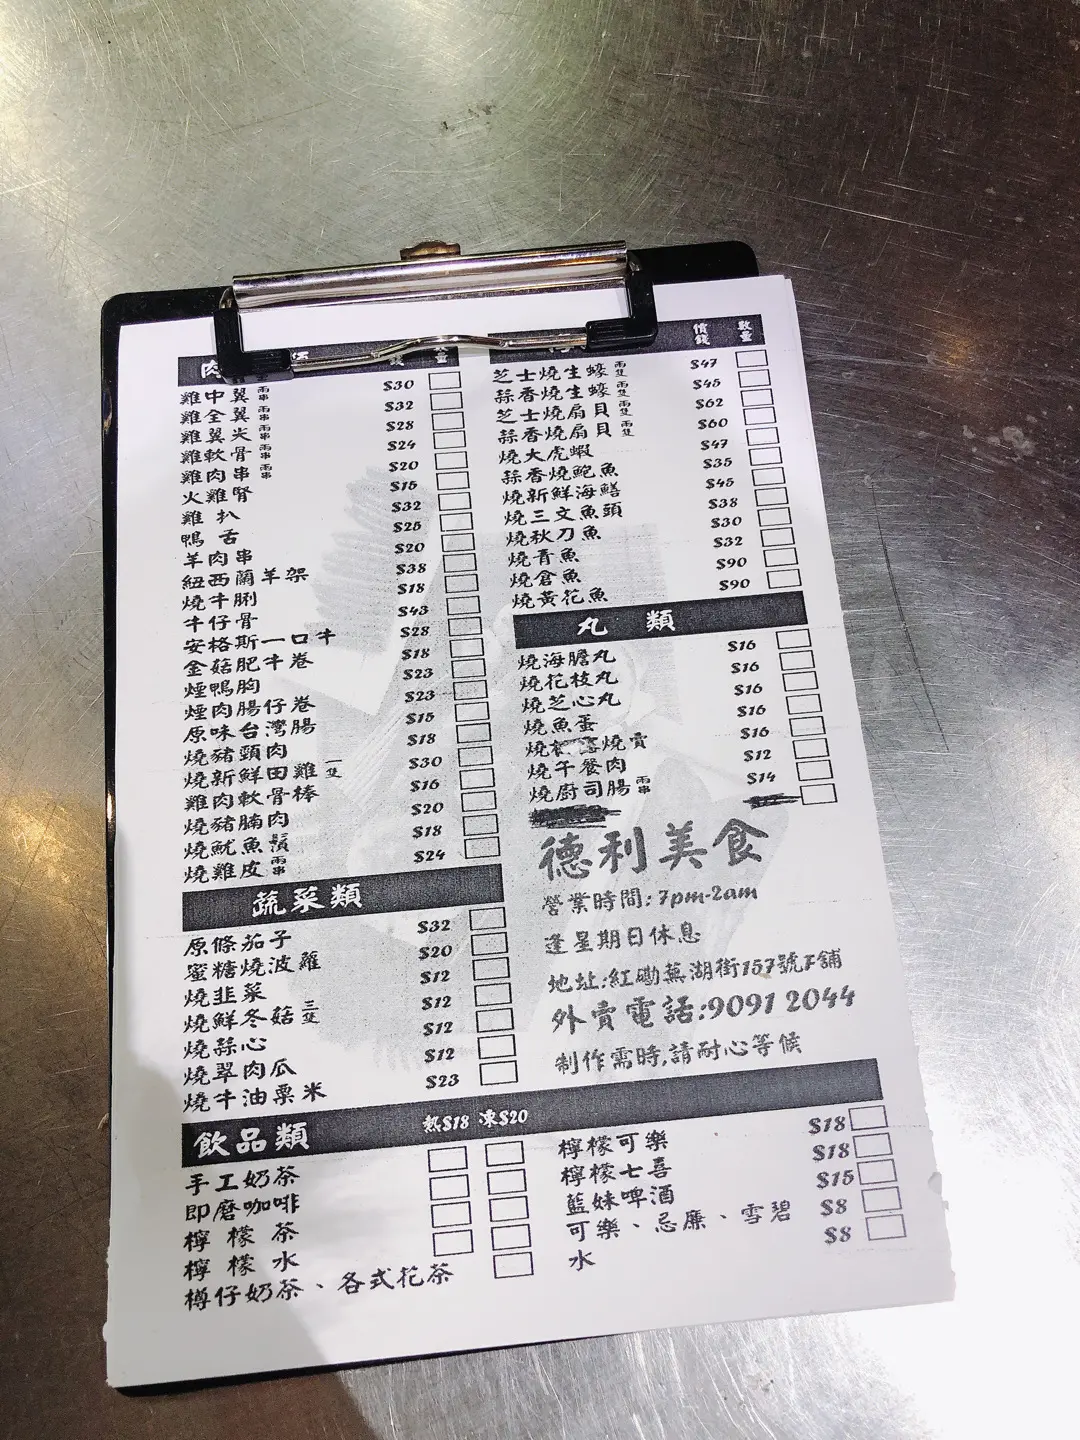 肉
雞中翼 兩串 $30
雞全翼 兩串 $32
雞翼尖 兩串 $28
雞軟骨 兩串 $24
雞肉串 兩串 $20
火雞腎 $15
雞扒 $32
鴨舌 $25
羊肉串 $20
紐西蘭羊架 $38
燒牛脷 $18
牛仔骨 $43
安格斯一口牛 $28
金菇肥牛卷 $18
煙鴨胸 $23
煙肉腸仔卷 $23
原味台灣腸 $15
燒豬頸肉 $18
燒新鮮田雞 一隻 $30
雞肉軟骨棒 $16
燒豬腩肉 $20
燒魷魚鬚 $18
燒雞皮 兩串 $24
蔬菜類
原條茄子 $32
蜜糖燒波蘿 $20
燒韭菜 $12
燒鮮冬菇 三隻 $12
燒蒜心 $12
燒翠肉瓜 $12
燒牛油粟米 $23
價錢 數量
芝士燒生蠔 兩隻 $47
蒜香燒生蠔 兩隻 $45
芝士燒扇貝 兩隻 $62
蒜香燒扇貝 兩隻 $60
燒大虎蝦 $47
蒜香燒鮑魚 $35
燒新鮮海鱔 $45
燒三文魚頭 $38
燒秋刀魚 $30
燒青魚 $32
燒倉魚 $90
燒黃花魚 $90
丸類
燒海膽丸 $16
燒花枝丸 $16
燒芝心丸 $16
燒魚蛋 $16
燒 燒賣 $16
燒午餐肉 $12
燒廚司腸 兩串 $14
德利美食
營業時間:7pm-2am
逢星期日休息
地址:紅磡蕪湖街157號F舖
外賣電話:9091 2044
制作需時,請耐心等候
飲品類 熱$18 凍$20
手工奶茶
即磨咖啡
檸檬茶
檸檬水
樽仔奶茶、各式花茶
檸檬可樂 $18
檸檬七喜 $18
藍妹啤酒 $15
可樂、忌廉、雪碧 $8
水 $8